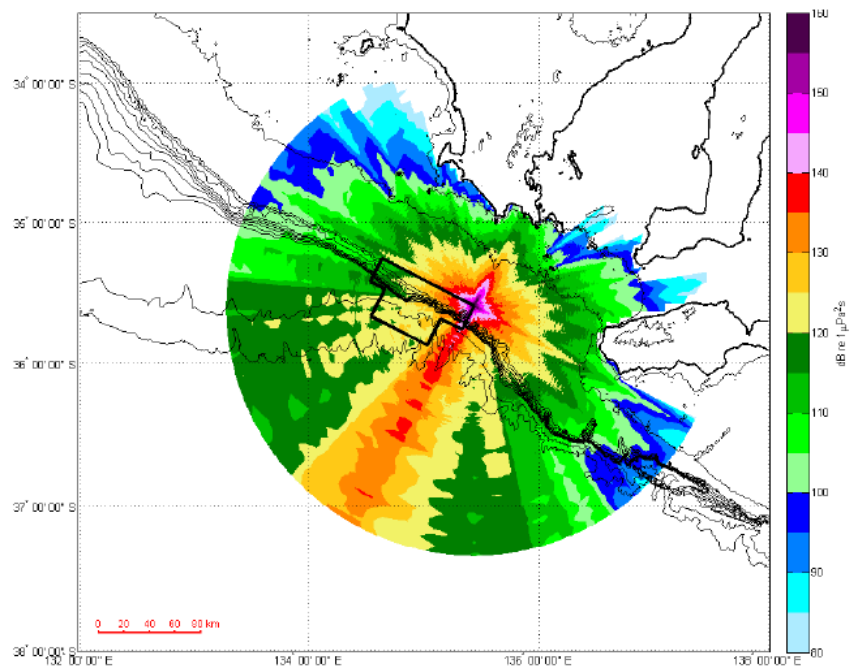 160
34° 00'00" S
150
140
35° 00'00" S
130
120
dB re 1 μPa²s
36° 00'00" S
110
100
37° 00'00" S
90
0 20 40 60 80 km
80
38° 00'00" S
132° 00'00" E
134° 00'00" E
136° 00'00" E
138° 00'00" E